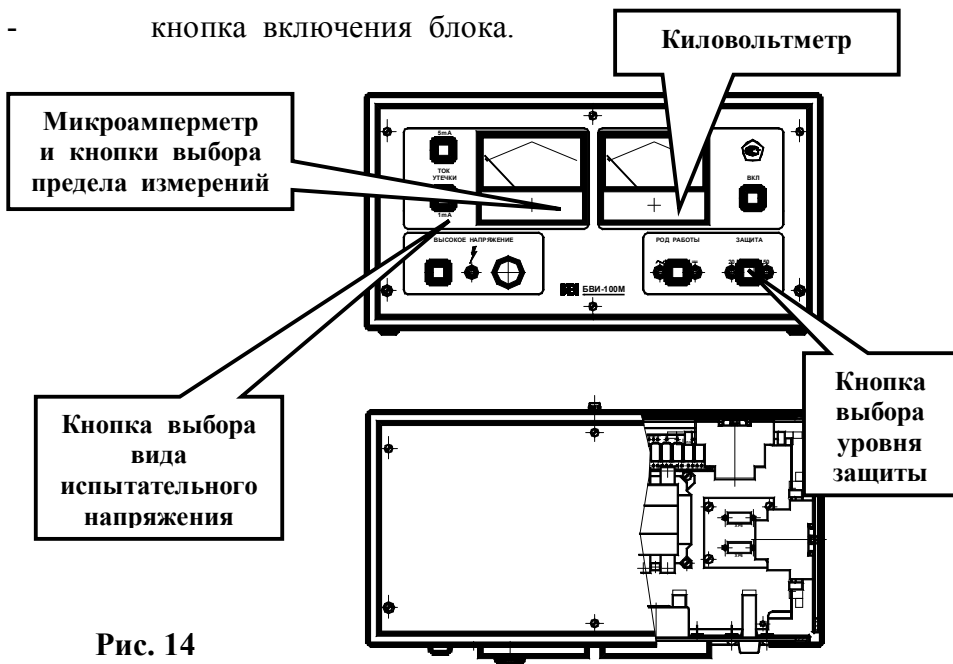 - кнопка включения блока.
Киловольтметр
Микроамперметр
и кнопки выбора
предела измерений
5mA
ТОК
УТЕЧКИ
1mA
ВКЛ
ВЫСОКОЕ НАПРЯЖЕНИЕ
РОД РАБОТЫ
ЗАЩИТА
БВИ-100М
Кнопка выбора
вида
испытательного
напряжения
Кнопка
выбора
уровня
защиты
Рис. 14